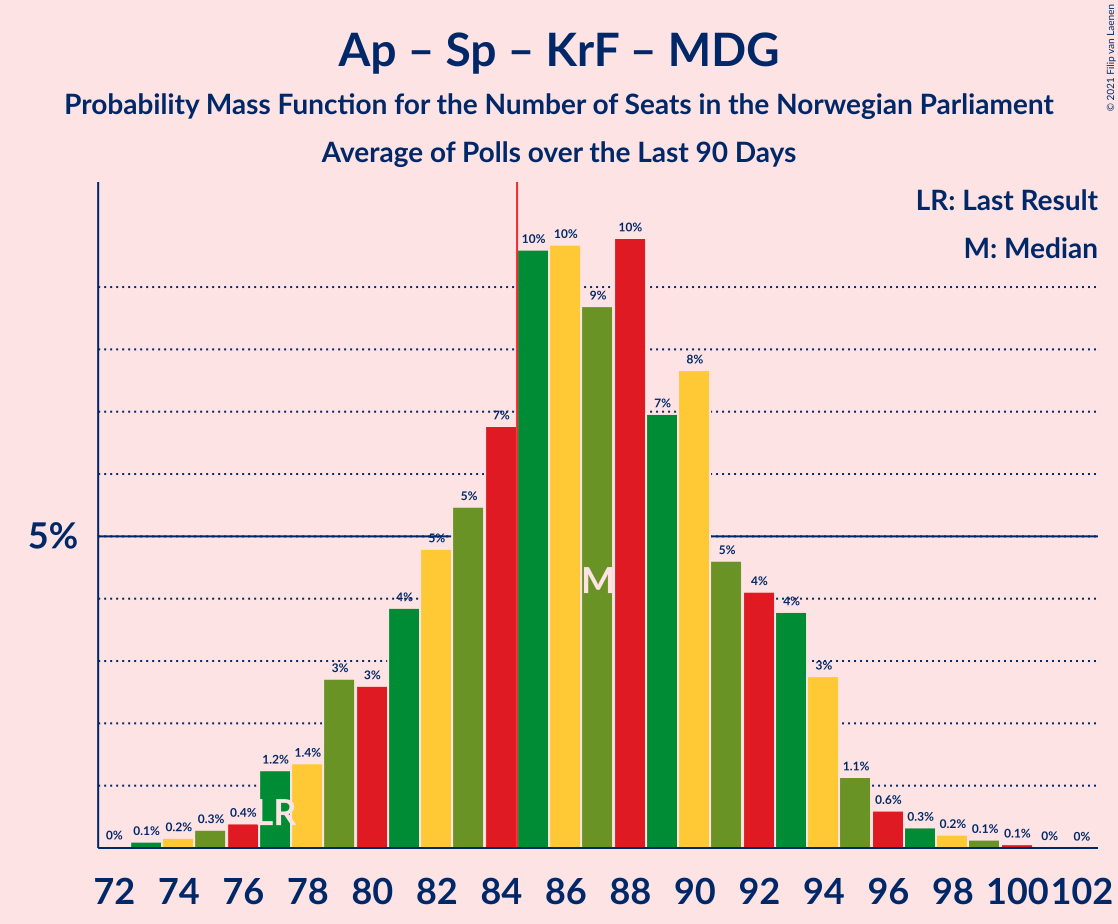 Ap – Sp – KrF – MDG
Probability Mass Function for the Number of Seats in the Norwegian Parliament
Average of Polls over the Last 90 Days
© 2021 Filip van Laenen
LR: Last Result
M: Median
5%
0% 0.1% 0.2% 0.3% 0.4% 1.2% 1.4% 3% 3% 4% 5% 5% 7% 10% 10% 9% 10% 7% 8% 5% 4% 4% 3% 1.1% 0.6% 0.3% 0.2% 0.1% 0.1% 0% 0%
M
LR
72 74 76 78 80 82 84 86 88 90 92 94 96 98 100 102